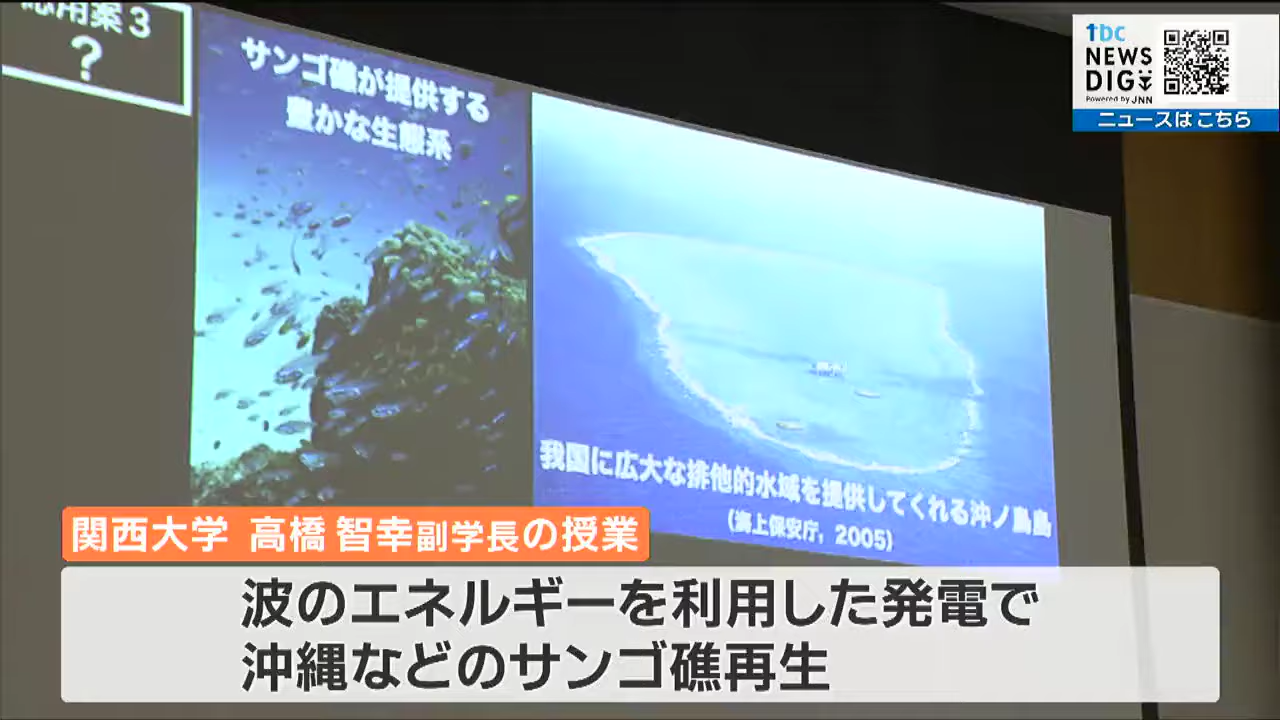 応用案3
?
サンゴ礁が提供する
豊かな生態系
我国に広大な排他的水域を提供してくれる沖ノ鳥島
(海上保安庁, 2005)
tbc
NEWS
DIG
Powered by JNN
ニュースはこちら
関西大学 高橋 智幸副学長の授業
波のエネルギーを利用した発電で
沖縄などのサンゴ礁再生